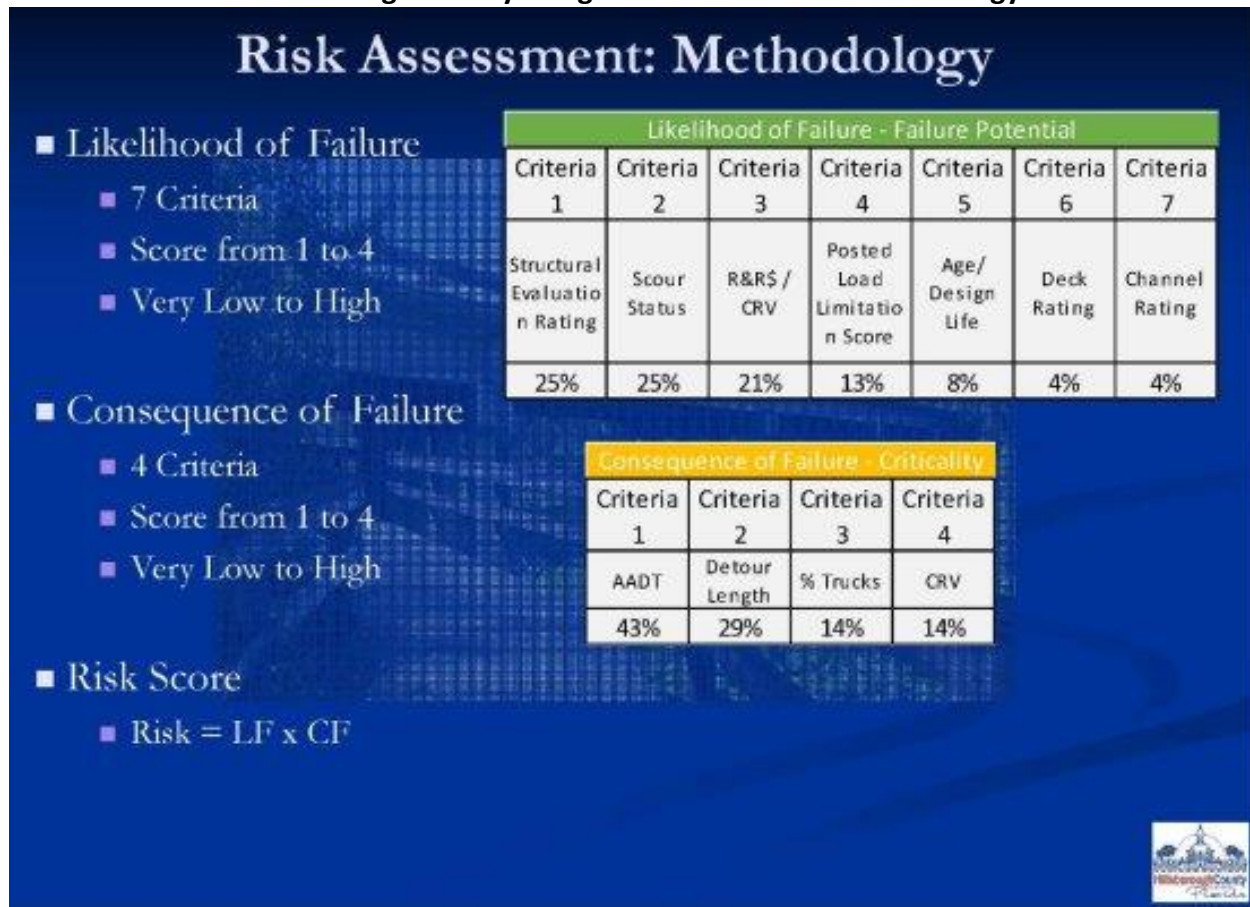 Risk Assessment: Methodology
Likelihood of Failure
7 Criteria
Score from 1 to 4
Very Low to High
Likelihood of Failure - Failure Potential
Criteria 1 Criteria 2 Criteria 3 Criteria 4 Criteria 5 Criteria 6 Criteria 7
Structural Evaluatio n Rating Scour Status R&R$ / CRV Posted Load Limitatio n Score Age/ Design Life Deck Rating Channel Rating
25% 25% 21% 13% 8% 4% 4%
Consequence of Failure
4 Criteria
Score from 1 to 4
Very Low to High
Consequence of Failure - Criticality
Criteria 1 Criteria 2 Criteria 3 Criteria 4
AADT Detour Length % Trucks CRV
43% 29% 14% 14%
Risk Score
Risk = LF x CF
Hillsborough County
Florida